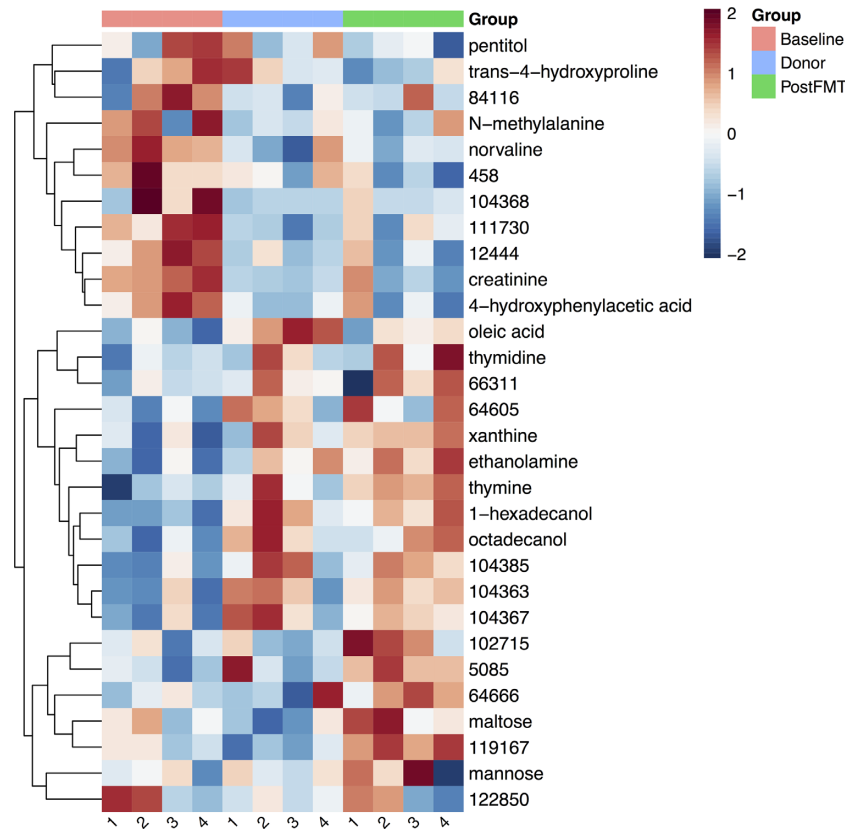 Group
pentitol
trans−4−hydroxyproline
84116
N−methylalanine
norvaline
458
104368
111730
12444
creatinine
4−hydroxyphenylacetic acid
oleic acid
thymidine
66311
64605
xanthine
ethanolamine
thymine
1−hexadecanol
octadecanol
104385
104363
104367
102715
5085
64666
maltose
119167
mannose
122850
1 2 3 4 1 2 3 4 1 2 3 4
2
1
0
−1
−2
Group
Baseline
Donor
PostFMT